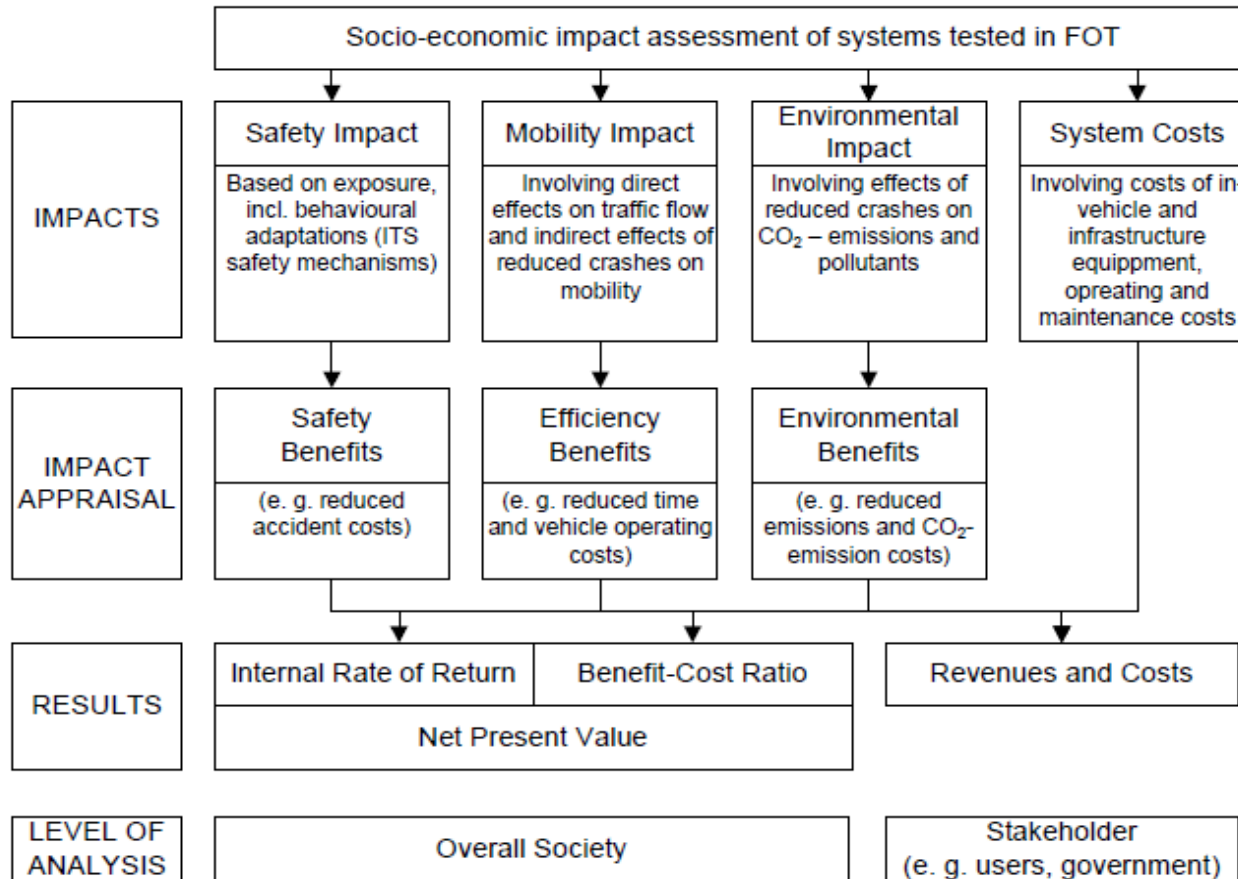 Socio-economic impact assessment of systems tested in FOT
IMPACTS
Safety Impact
Based on exposure,
incl. behavioural
adaptations (ITS
safety mechanisms)
Mobility Impact
Involving direct
effects on traffic flow
and indirect effects of
reduced crashes on
mobility
Environmental
Impact
Involving effects of
reduced crashes on
CO₂ – emissions and
pollutants
System Costs
Involving costs of in-
vehicle and
infrastructure
equippment,
opreating and
maintenance costs
IMPACT
APPRAISAL
Safety
Benefits
(e. g. reduced
accident costs)
Efficiency
Benefits
(e. g. reduced time
and vehicle operating
costs)
Environmental
Benefits
(e. g. reduced
emissions and CO₂-
emission costs)
RESULTS
Internal Rate of Return
Benefit-Cost Ratio
Net Present Value
Revenues and Costs
LEVEL OF
ANALYSIS
Overall Society
Stakeholder
(e. g. users, government)